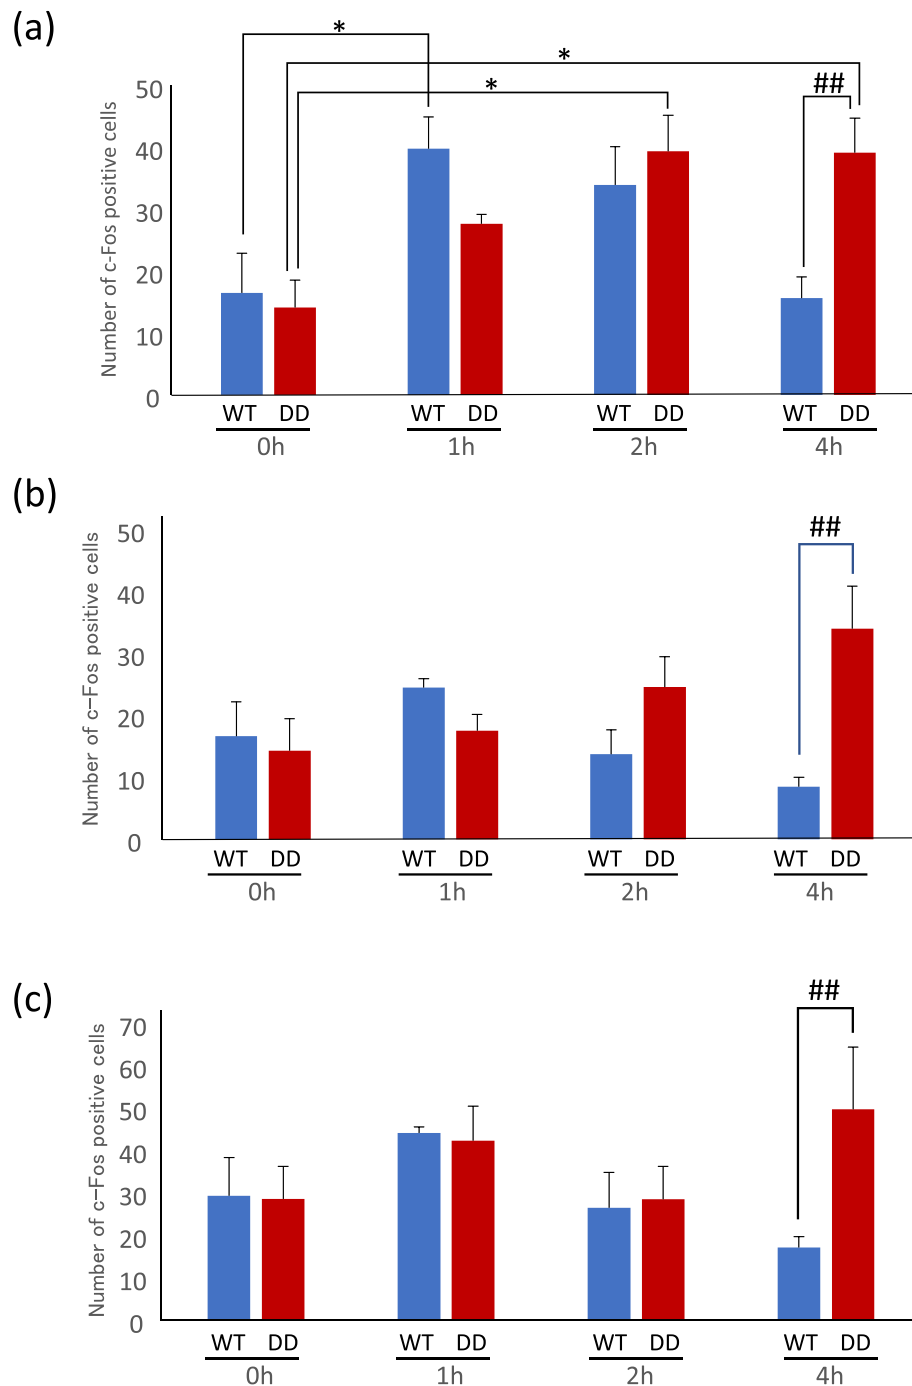 (a)
*
*
*
##
Number of c-Fos positive cells
50
40
30
20
10
0
WT DD WT DD WT DD WT DD
0h 1h 2h 4h
(b)
##
Number of c−Fos positive cells
50
40
30
20
10
0
WT DD WT DD WT DD WT DD
0h 1h 2h 4h
(c)
##
Number of c−Fos positive cells
70
60
50
40
30
20
10
0
WT DD WT DD WT DD WT DD
0h 1h 2h 4h